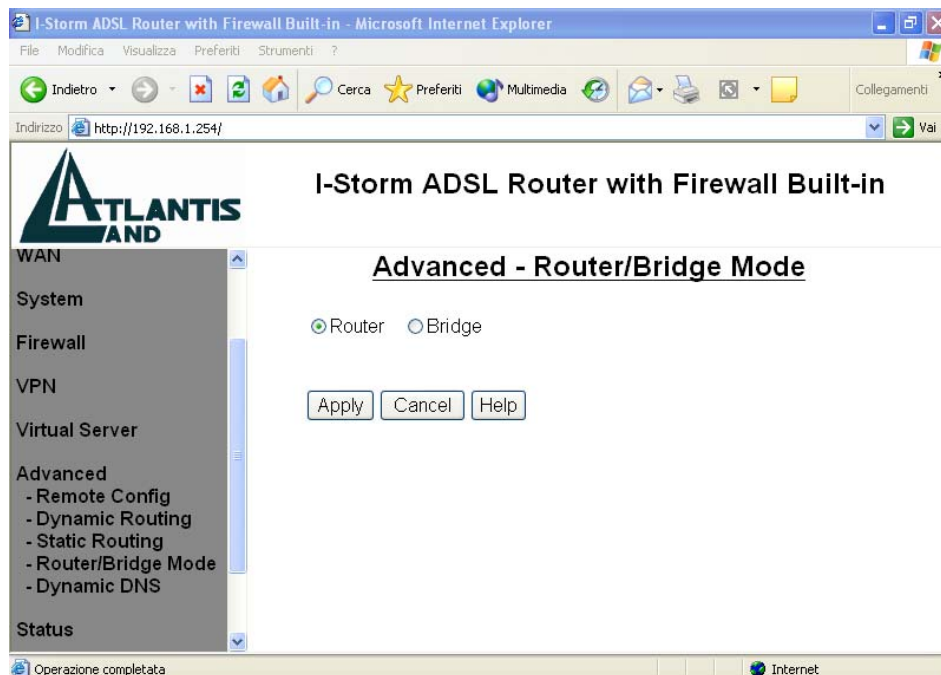 I-Storm ADSL Router with Firewall Built-in - Microsoft Internet Explorer
File Modifica Visualizza Preferiti Strumenti ?
Indietro Cerca Preferiti Multimedia Collegamenti
Indirizzo http://192.168.1.254/ Vai
ATLANTIS
LAND
I-Storm ADSL Router with Firewall Built-in
WAN
System
Firewall
VPN
Virtual Server
Advanced
- Remote Config
- Dynamic Routing
- Static Routing
- Router/Bridge Mode
- Dynamic DNS
Status
Advanced - Router/Bridge Mode
Router Bridge
Apply Cancel Help
Operazione completata Internet